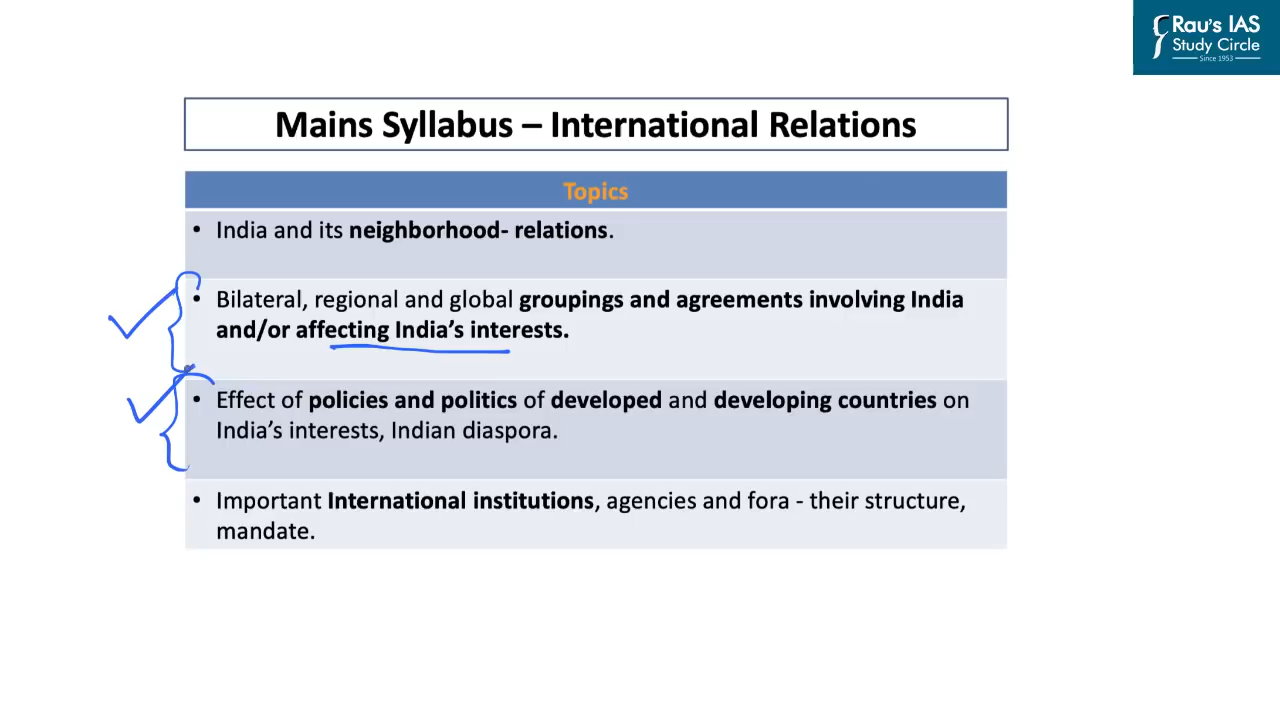 Rau's IAS
Study Circle
Since 1953
Mains Syllabus – International Relations
Topics
• India and its neighborhood- relations.
• Bilateral, regional and global groupings and agreements involving India
and/or affecting India's interests.
• Effect of policies and politics of developed and developing countries on
India's interests, Indian diaspora.
• Important International institutions, agencies and fora - their structure,
mandate.